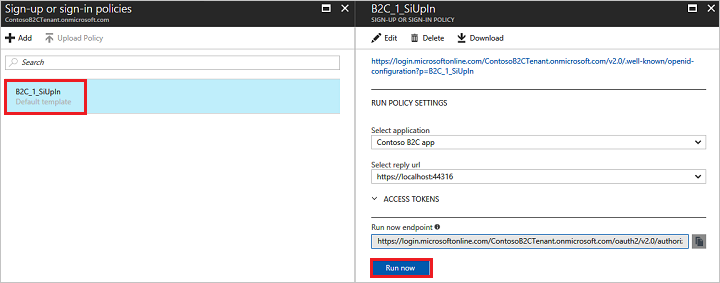 Sign-up or sign-in policies
ContosoB2CTenant.onmicrosoft.com
Add
Upload Policy
Search
B2C_1_SiUpIn
Default template
B2C_1_SiUpIn
SIGN-UP OR SIGN-IN POLICY
Edit
Delete
Download
https://login.microsoftonline.com/ContosoB2CTenant.onmicrosoft.com/v2.0/.well-known/openid-
configuration?p=B2C_1_SiUpIn
RUN POLICY SETTINGS
Select application
Contoso B2C app
Select reply url
https://localhost:44316
ACCESS TOKENS
Run now endpoint
https://login.microsoftonline.com/ContosoB2CTenant.onmicrosoft.com/oauth2/v2.0/authori
Run now